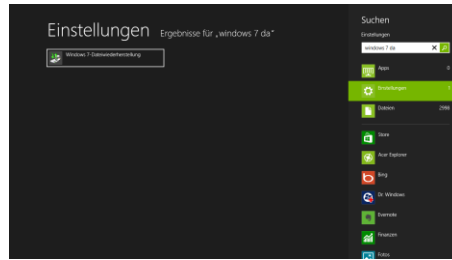 Einstellungen Ergebnisse für „windows 7 da“
Windows 7-Dateiwiederherstellung
Suchen
Einstellungen
windows 7 da
Apps 0
Einstellungen 1
Dateien 2998
Store
Acer Explorer
Bing
Dr. Windows
Evernote
Finanzen
Fotos